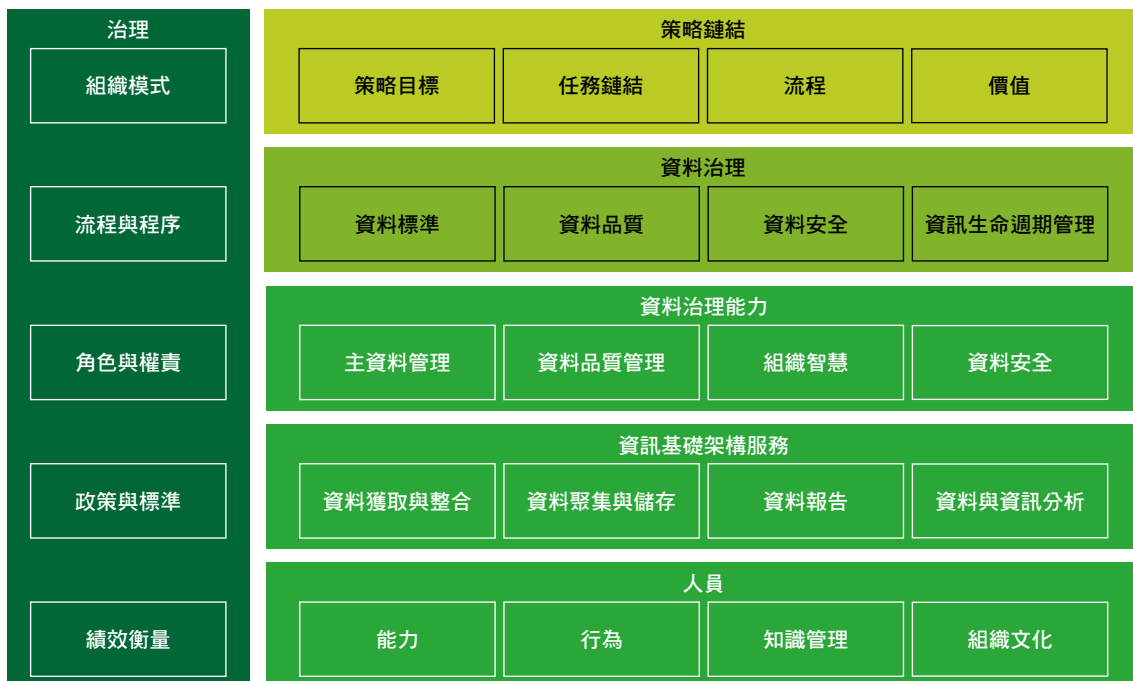 治理
組織模式
流程與程序
角色與權責
政策與標準
績效衡量
策略鏈結
策略目標
任務鏈結
流程
價值
資料治理
資料標準
資料品質
資料安全
資訊生命週期管理
資料治理能力
主資料管理
資料品質管理
組織智慧
資料安全
資訊基礎架構服務
資料獲取與整合
資料聚集與儲存
資料報告
資料與資訊分析
人員
能力
行為
知識管理
組織文化